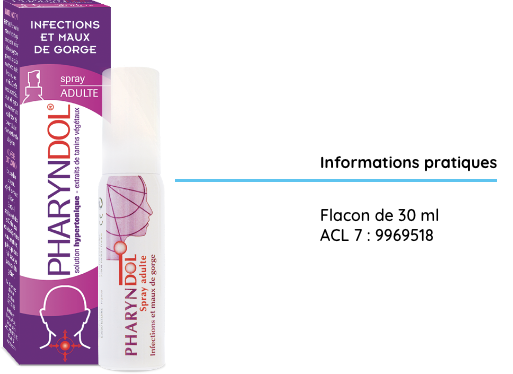 INFECTIONS
ET MAUX
DE GORGE
spray
ADULTE
PHARYNDOL®
solution hypertonique - extraits de tanins végétaux
PHARYNDOL
Spray adulte
Infections et maux de gorge
Informations pratiques
Flacon de 30 ml
ACL 7 : 9969518